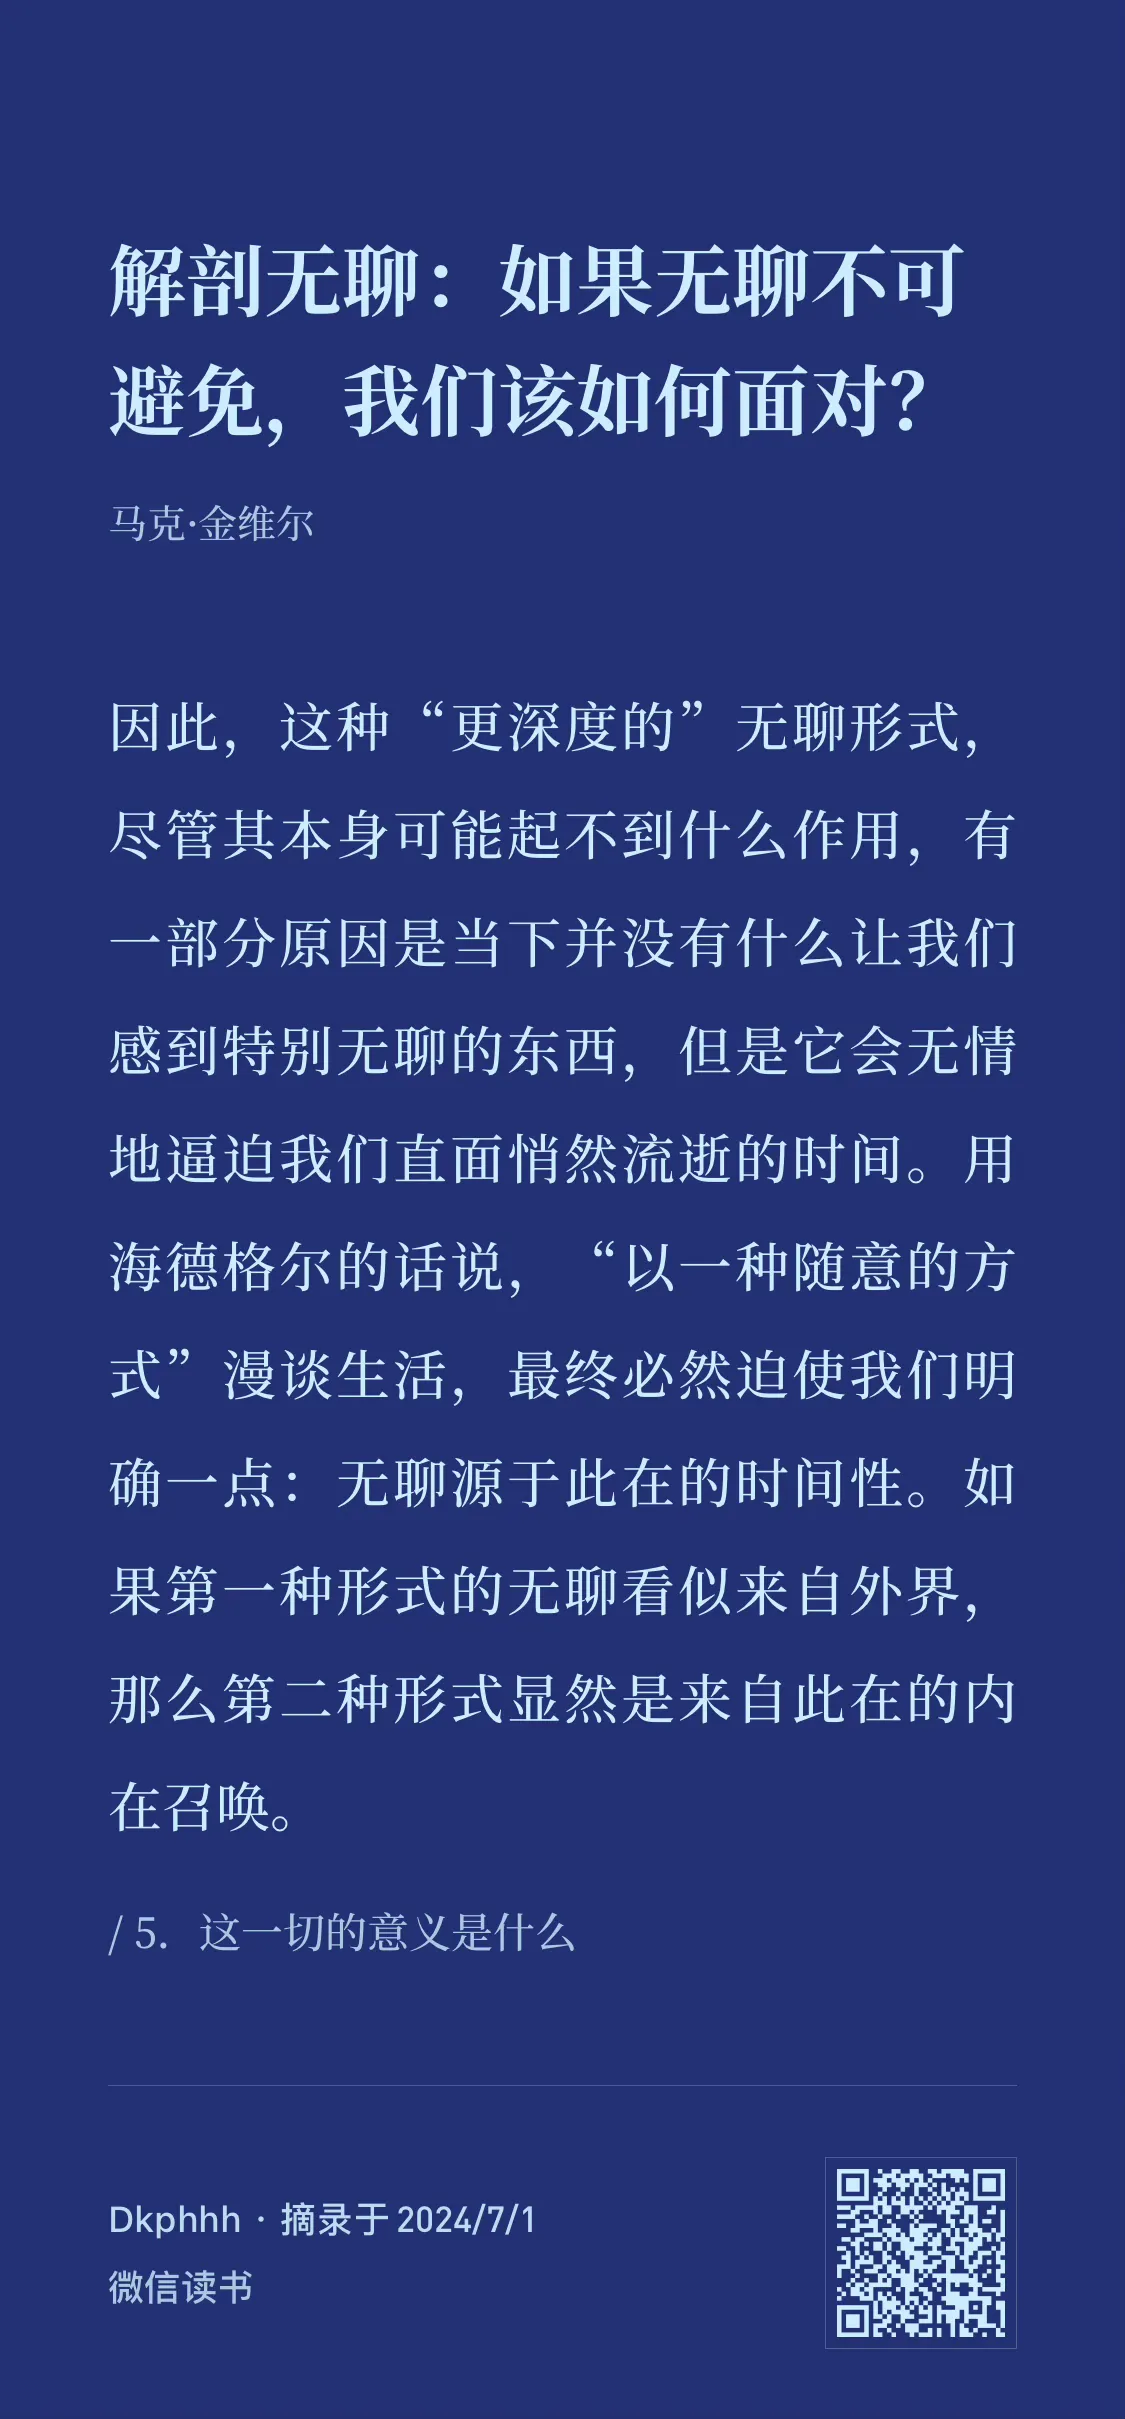 解剖无聊：如果无聊不可
避免，我们该如何面对？
马克·金维尔
因此，这种“更深度的”无聊形式，
尽管其本身可能起不到什么作用，有
一部分原因是当下并没有什么让我们
感到特别无聊的东西，但是它会无情
地逼迫我们直面悄然流逝的时间。用
海德格尔的话说，“以一种随意的方
式”漫谈生活，最终必然迫使我们明
确一点：无聊源于此在的时间性。如
果第一种形式的无聊看似来自外界，
那么第二种形式显然是来自此在的内
在召唤。
/ 5. 这一切的意义是什么
Dkphhh · 摘录于 2024/7/1
微信读书